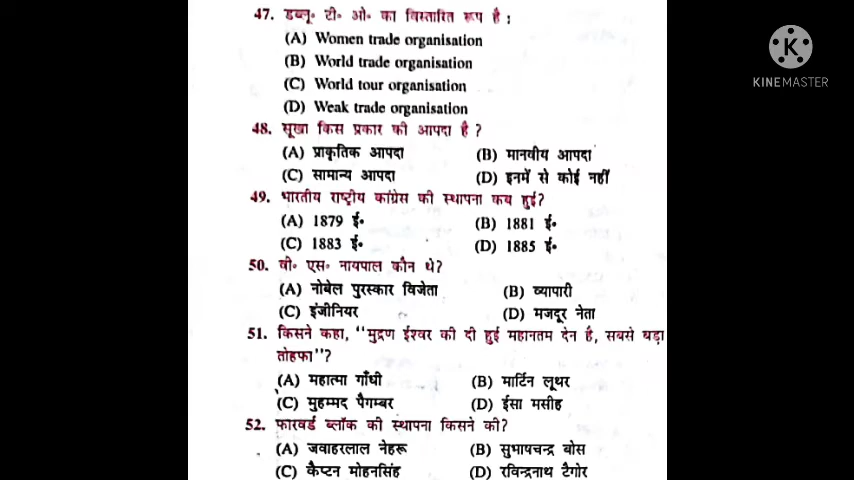 47. डब्लू॰ टी॰ ओ॰ का विस्तारित रूप है :
(A) Women trade organisation
(B) World trade organisation
(C) World tour organisation
(D) Weak trade organisation
48. सूखा किस प्रकार की आपदा है ?
(A) प्राकृतिक आपदा (B) मानवीय आपदा
(C) सामान्य आपदा (D) इनमें से कोई नहीं
49. भारतीय राष्ट्रीय कांग्रेस की स्थापना कब हुई?
(A) 1879 ई॰ (B) 1881 ई॰
(C) 1883 ई॰ (D) 1885 ई॰
50. वी॰ एस॰ नायपाल कौन थे?
(A) नोबेल पुरस्कार विजेता (B) व्यापारी
(C) इंजीनियर (D) मजदूर नेता
51. किसने कहा, "मुद्रण ईश्वर की दी हुई महानतम देन है, सबसे बड़ा
तोहफा"?
(A) महात्मा गाँधी (B) मार्टिन लूथर
(C) मुहम्मद पैगम्बर (D) ईसा मसीह
52. फारवर्ड ब्लॉक की स्थापना किसने की?
(A) जवाहरलाल नेहरू (B) सुभाषचन्द्र बोस
(C) कैप्टन मोहनसिंह (D) रविन्द्रनाथ टैगोर
K
KINEMASTER